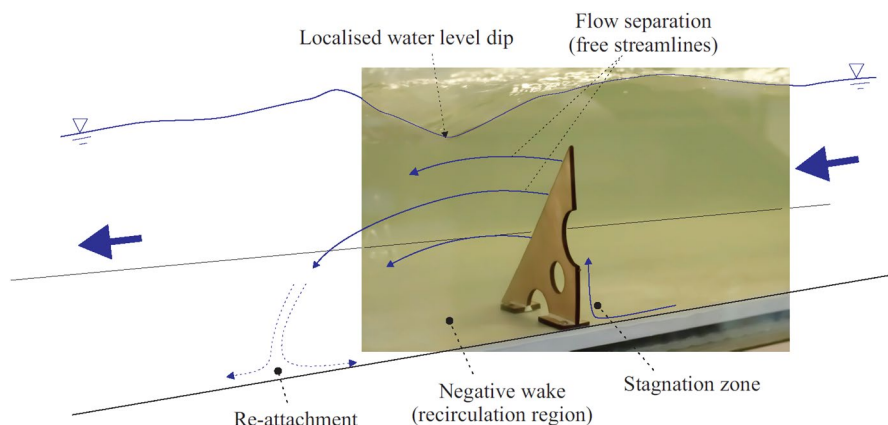 Flow separation
(free streamlines)
Localised water level dip
Stagnation zone
Negative wake
(recirculation region)
Re-attachment